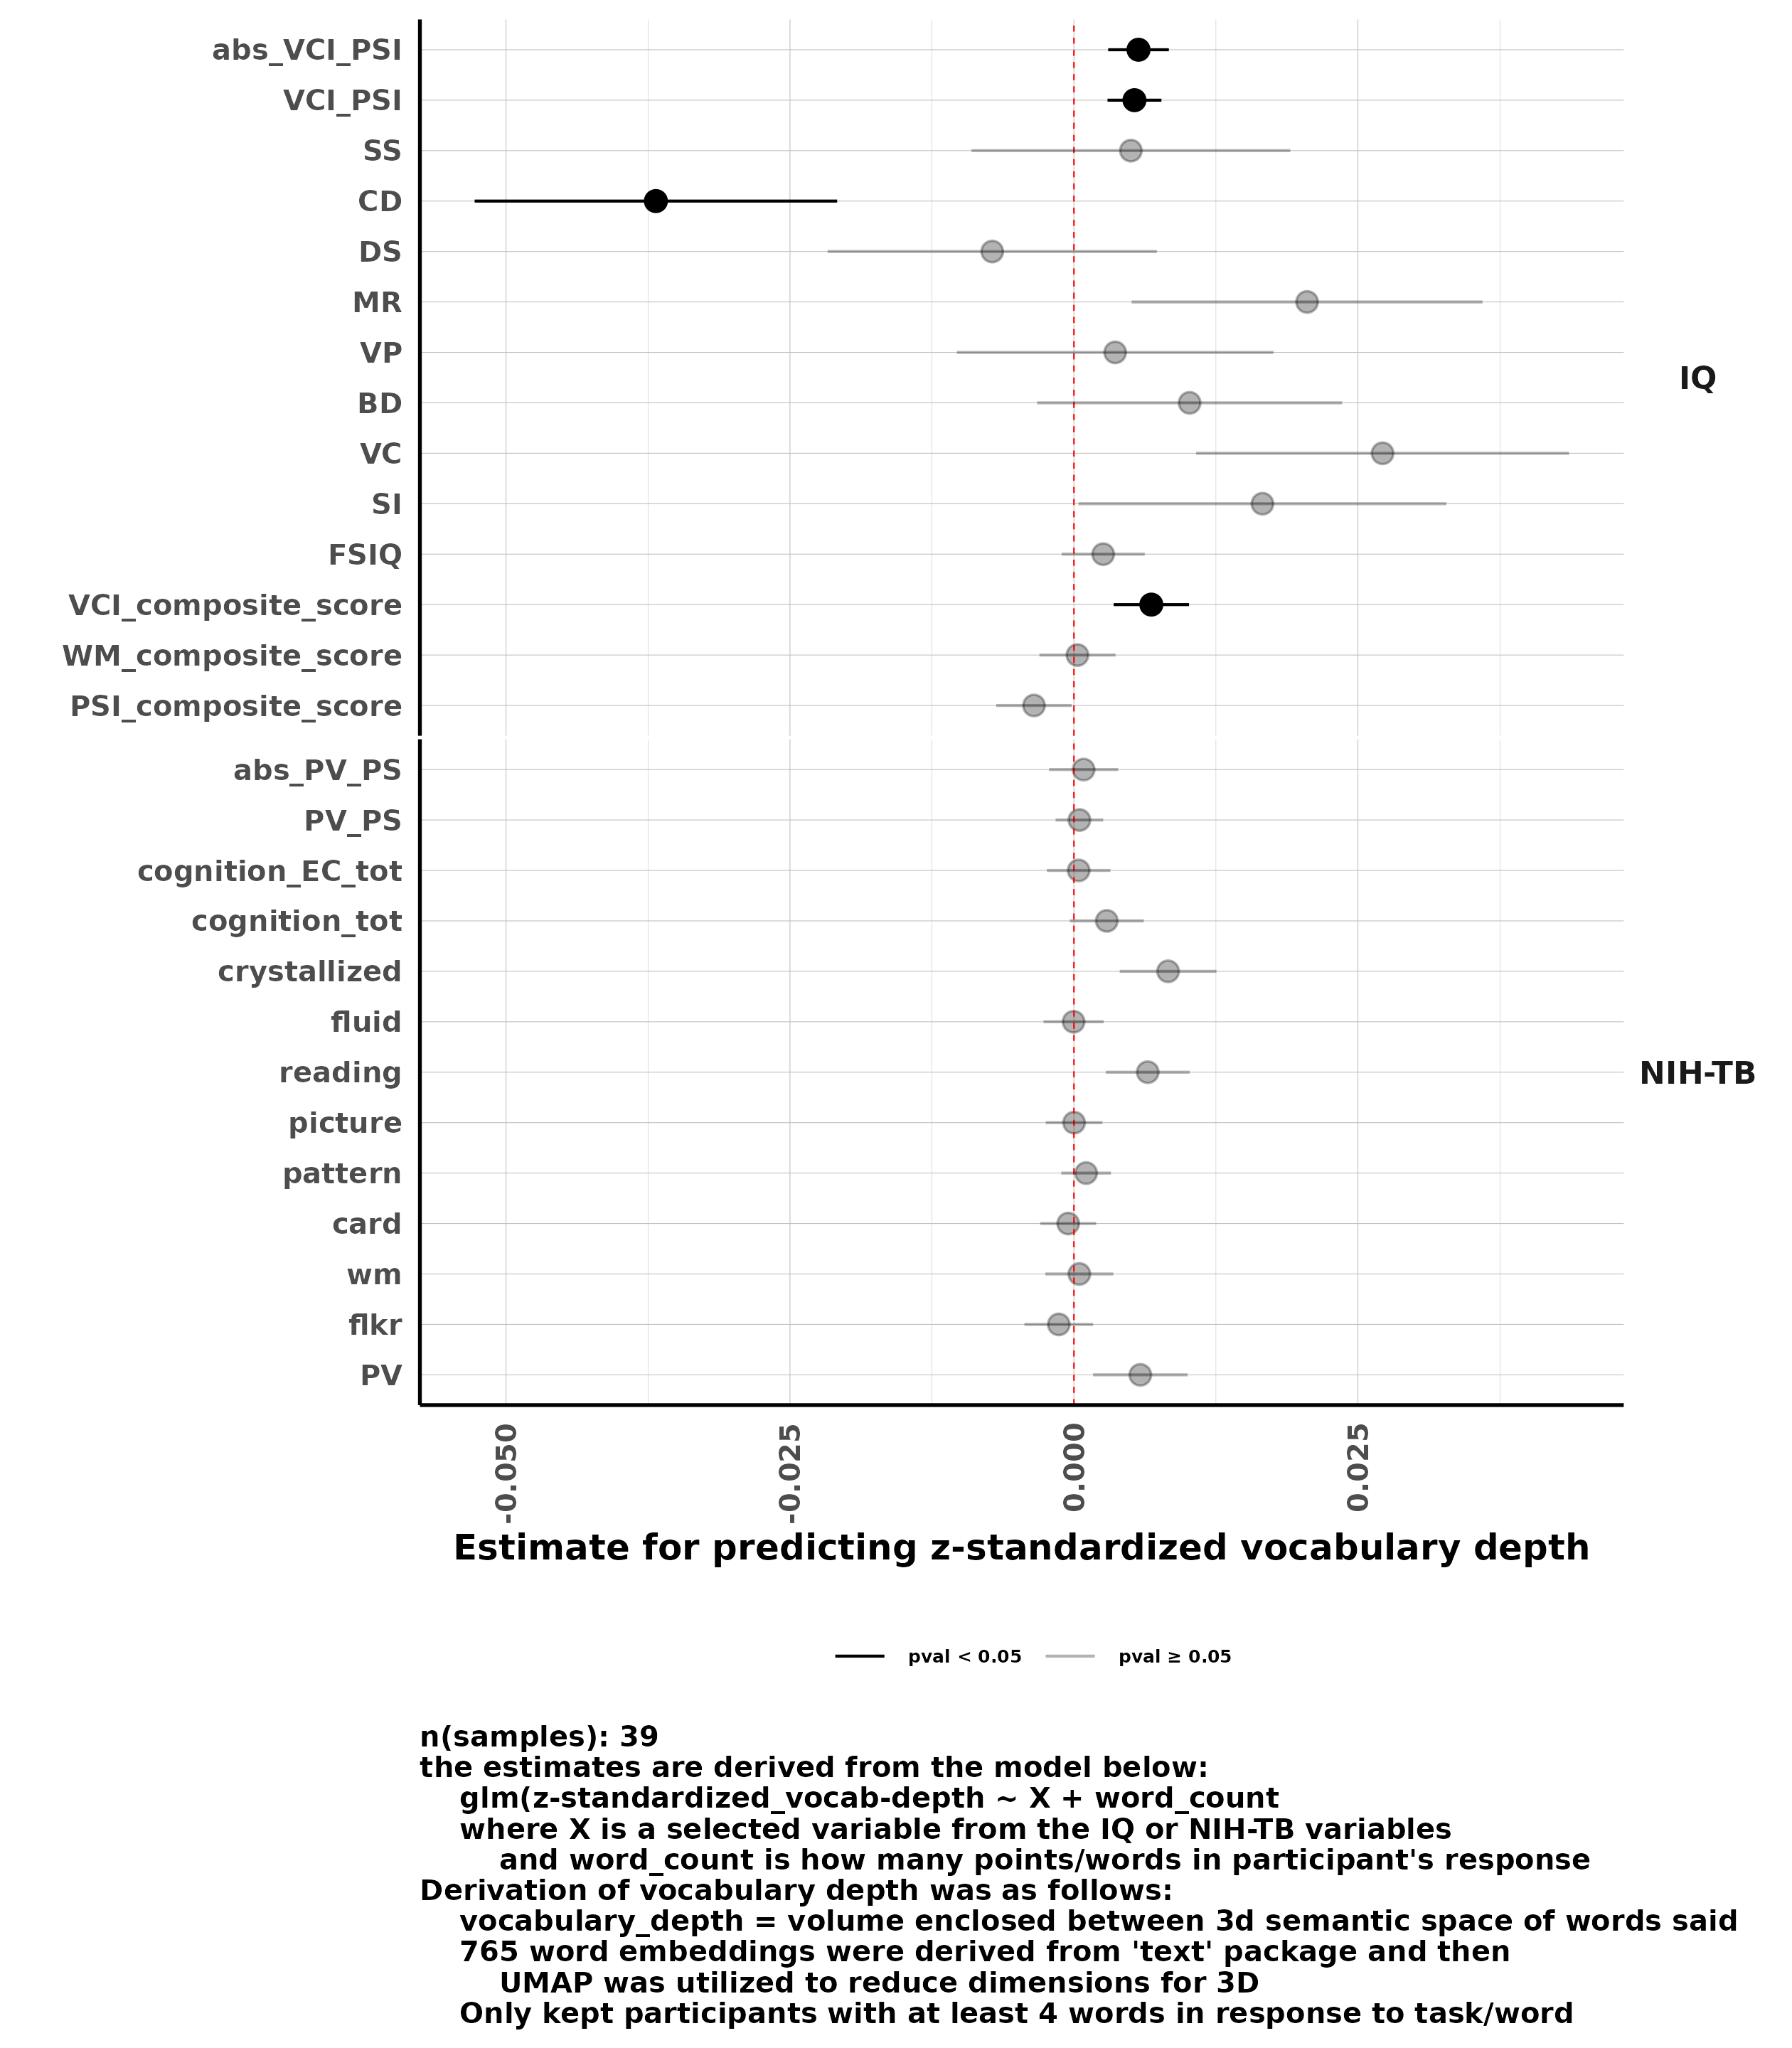 abs_VCI_PSI
VCI_PSI
SS
CD
DS
MR
VP
BD
VC
SI
FSIQ
VCI_composite_score
WM_composite_score
PSI_composite_score
IQ
abs_PV_PS
PV_PS
cognition_EC_tot
cognition_tot
crystallized
fluid
reading
picture
pattern
card
wm
flkr
PV
NIH-TB
-0.050
-0.025
0.000
0.025
Estimate for predicting z-standardized vocabulary depth
pval < 0.05
pval ≥ 0.05
n(samples): 39
the estimates are derived from the model below:
glm(z-standardized_vocab-depth ~ X + word_count
where X is a selected variable from the IQ or NIH-TB variables
and word_count is how many points/words in participant's response
Derivation of vocabulary depth was as follows:
vocabulary_depth = volume enclosed between 3d semantic space of words said
765 word embeddings were derived from 'text' package and then
UMAP was utilized to reduce dimensions for 3D
Only kept participants with at least 4 words in response to task/word